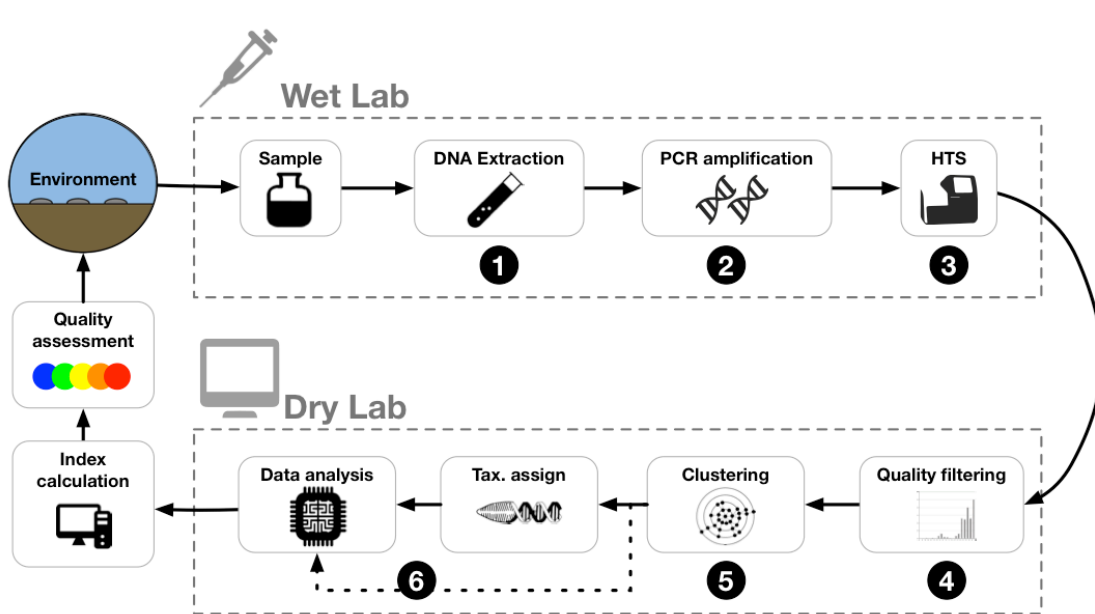 Wet Lab
Environment
Sample
DNA Extraction
PCR amplification
HTS
1
2
3
Quality
assessment
Dry Lab
Index
calculation
Data analysis
Tax. assign
Clustering
Quality filtering
6
5
4